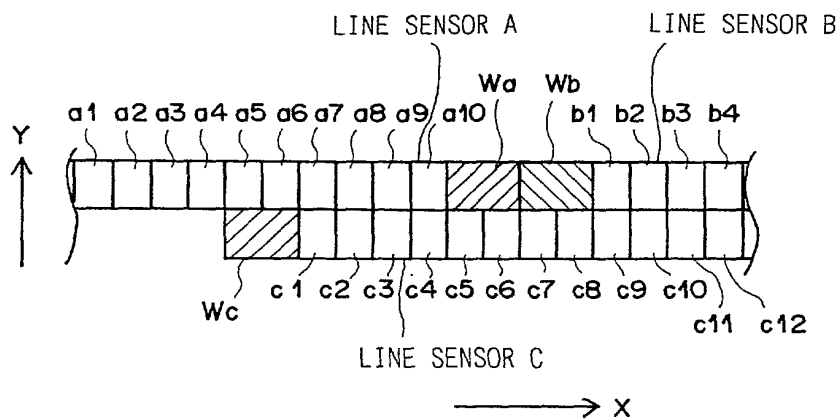 LINE SENSOR A LINE SENSOR B
Wa Wb
a1 a2 a3 a4 a5 a6 a7 a8 a9 a10 b1 b2 b3 b4
Y
Wc c1 c2 c3 c4 c5 c6 c7 c8 c9 c10 c11 c12
LINE SENSOR C
X